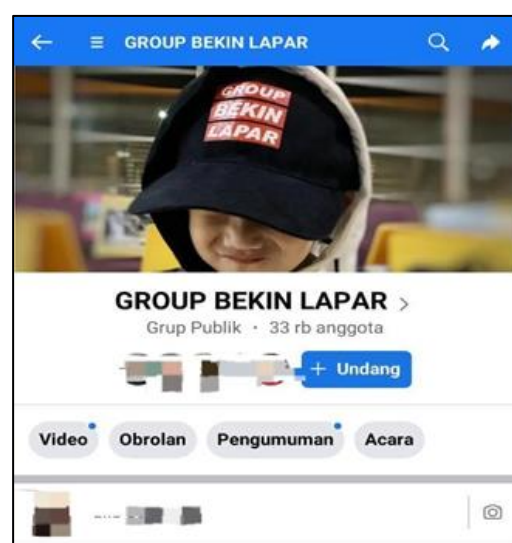 GROUP BEKIN LAPAR
GROUP
BEKIN
LAPAR
GROUP BEKIN LAPAR >
Grup Publik · 33 rb anggota
+ Undang
Video Obrolan Pengumuman Acara